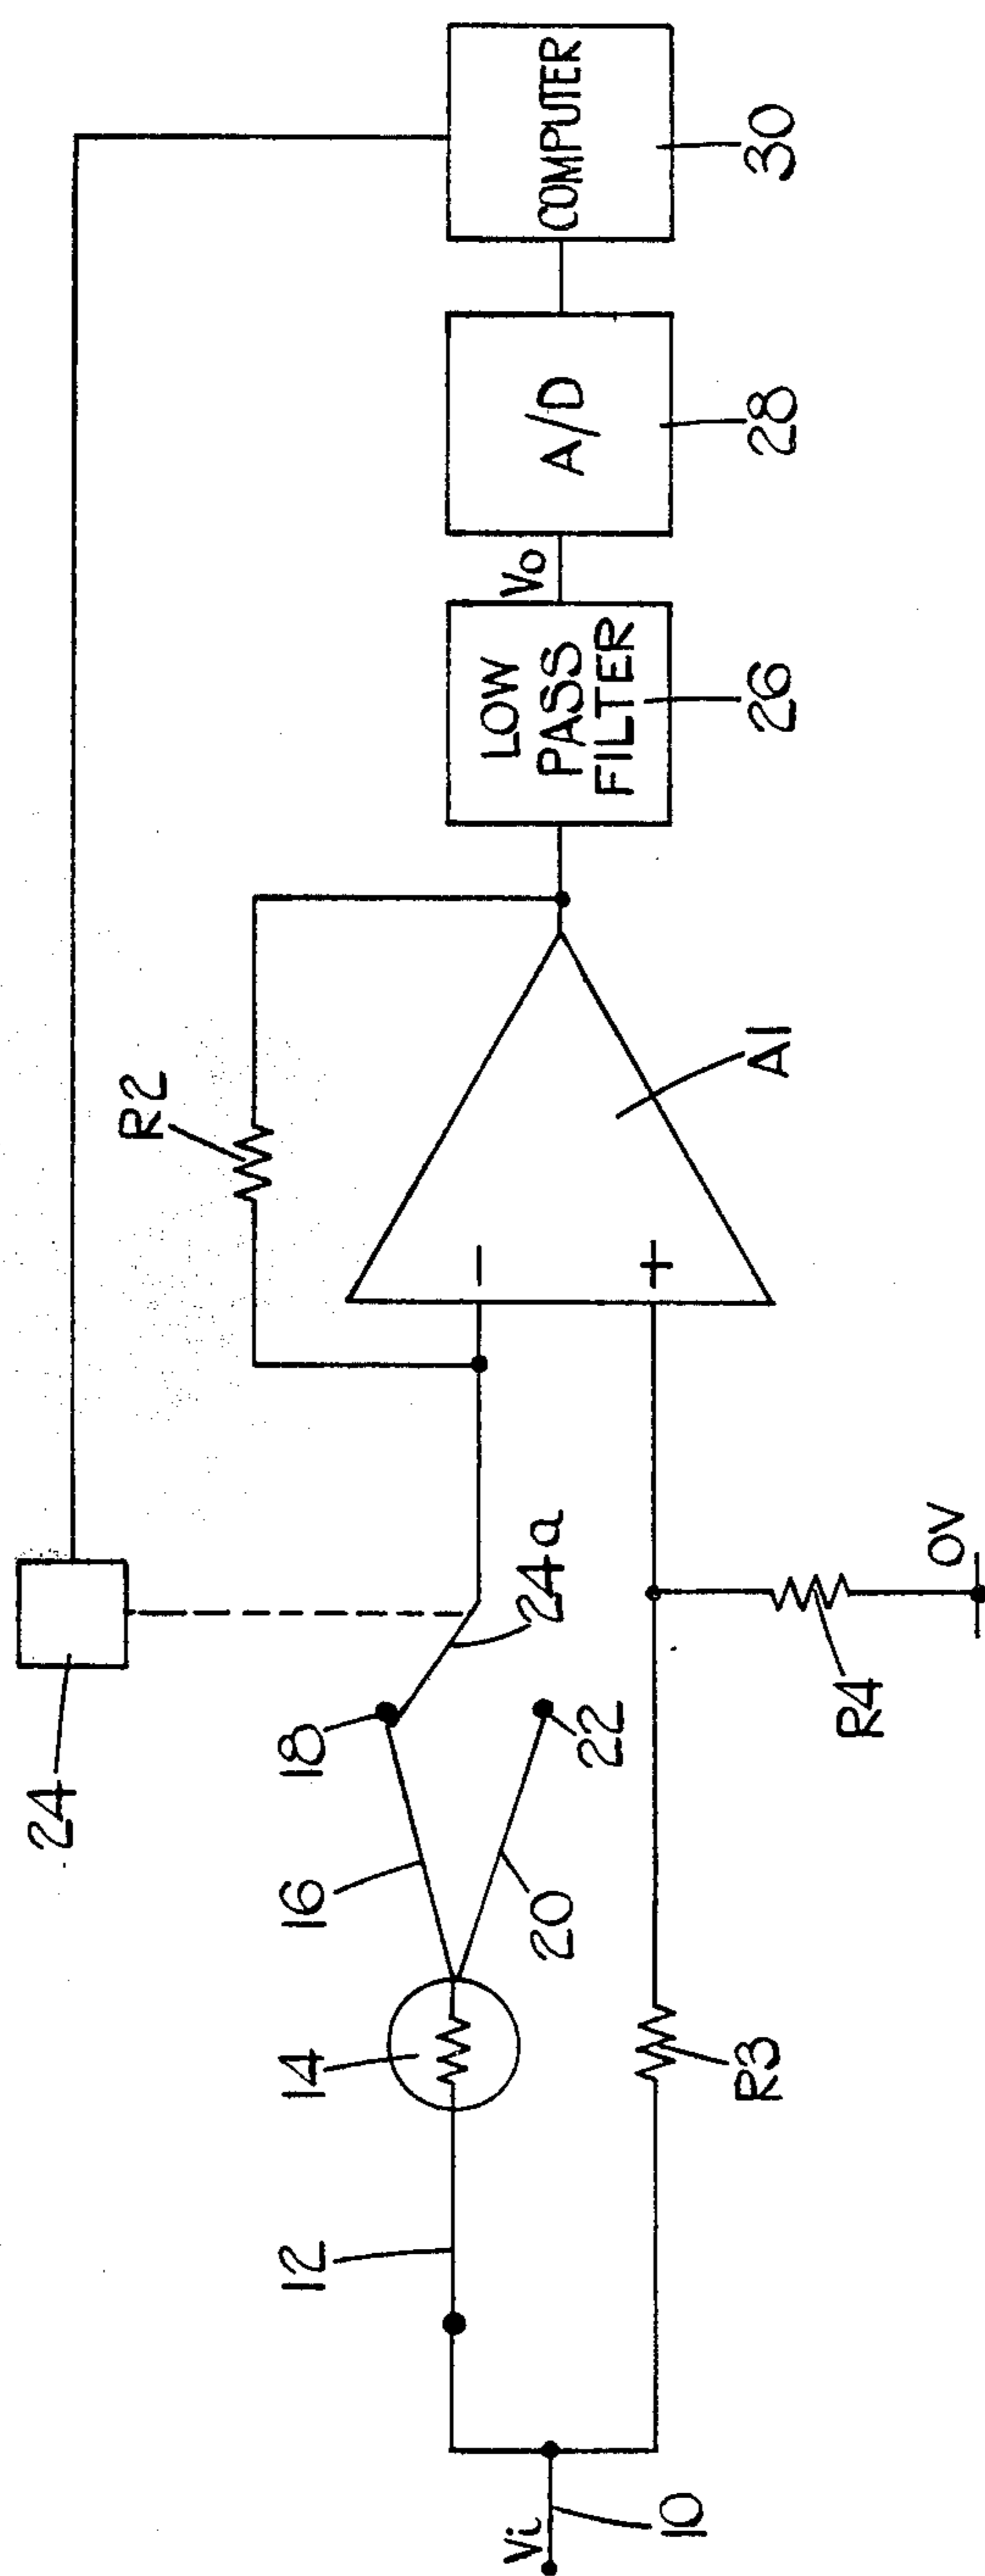 Vi
10
12
14
16
18
20
22
24
24a
R3
R4
0V
R2
−
+
A1
LOW
PASS
FILTER
26
Vo
A/D
28
COMPUTER
30